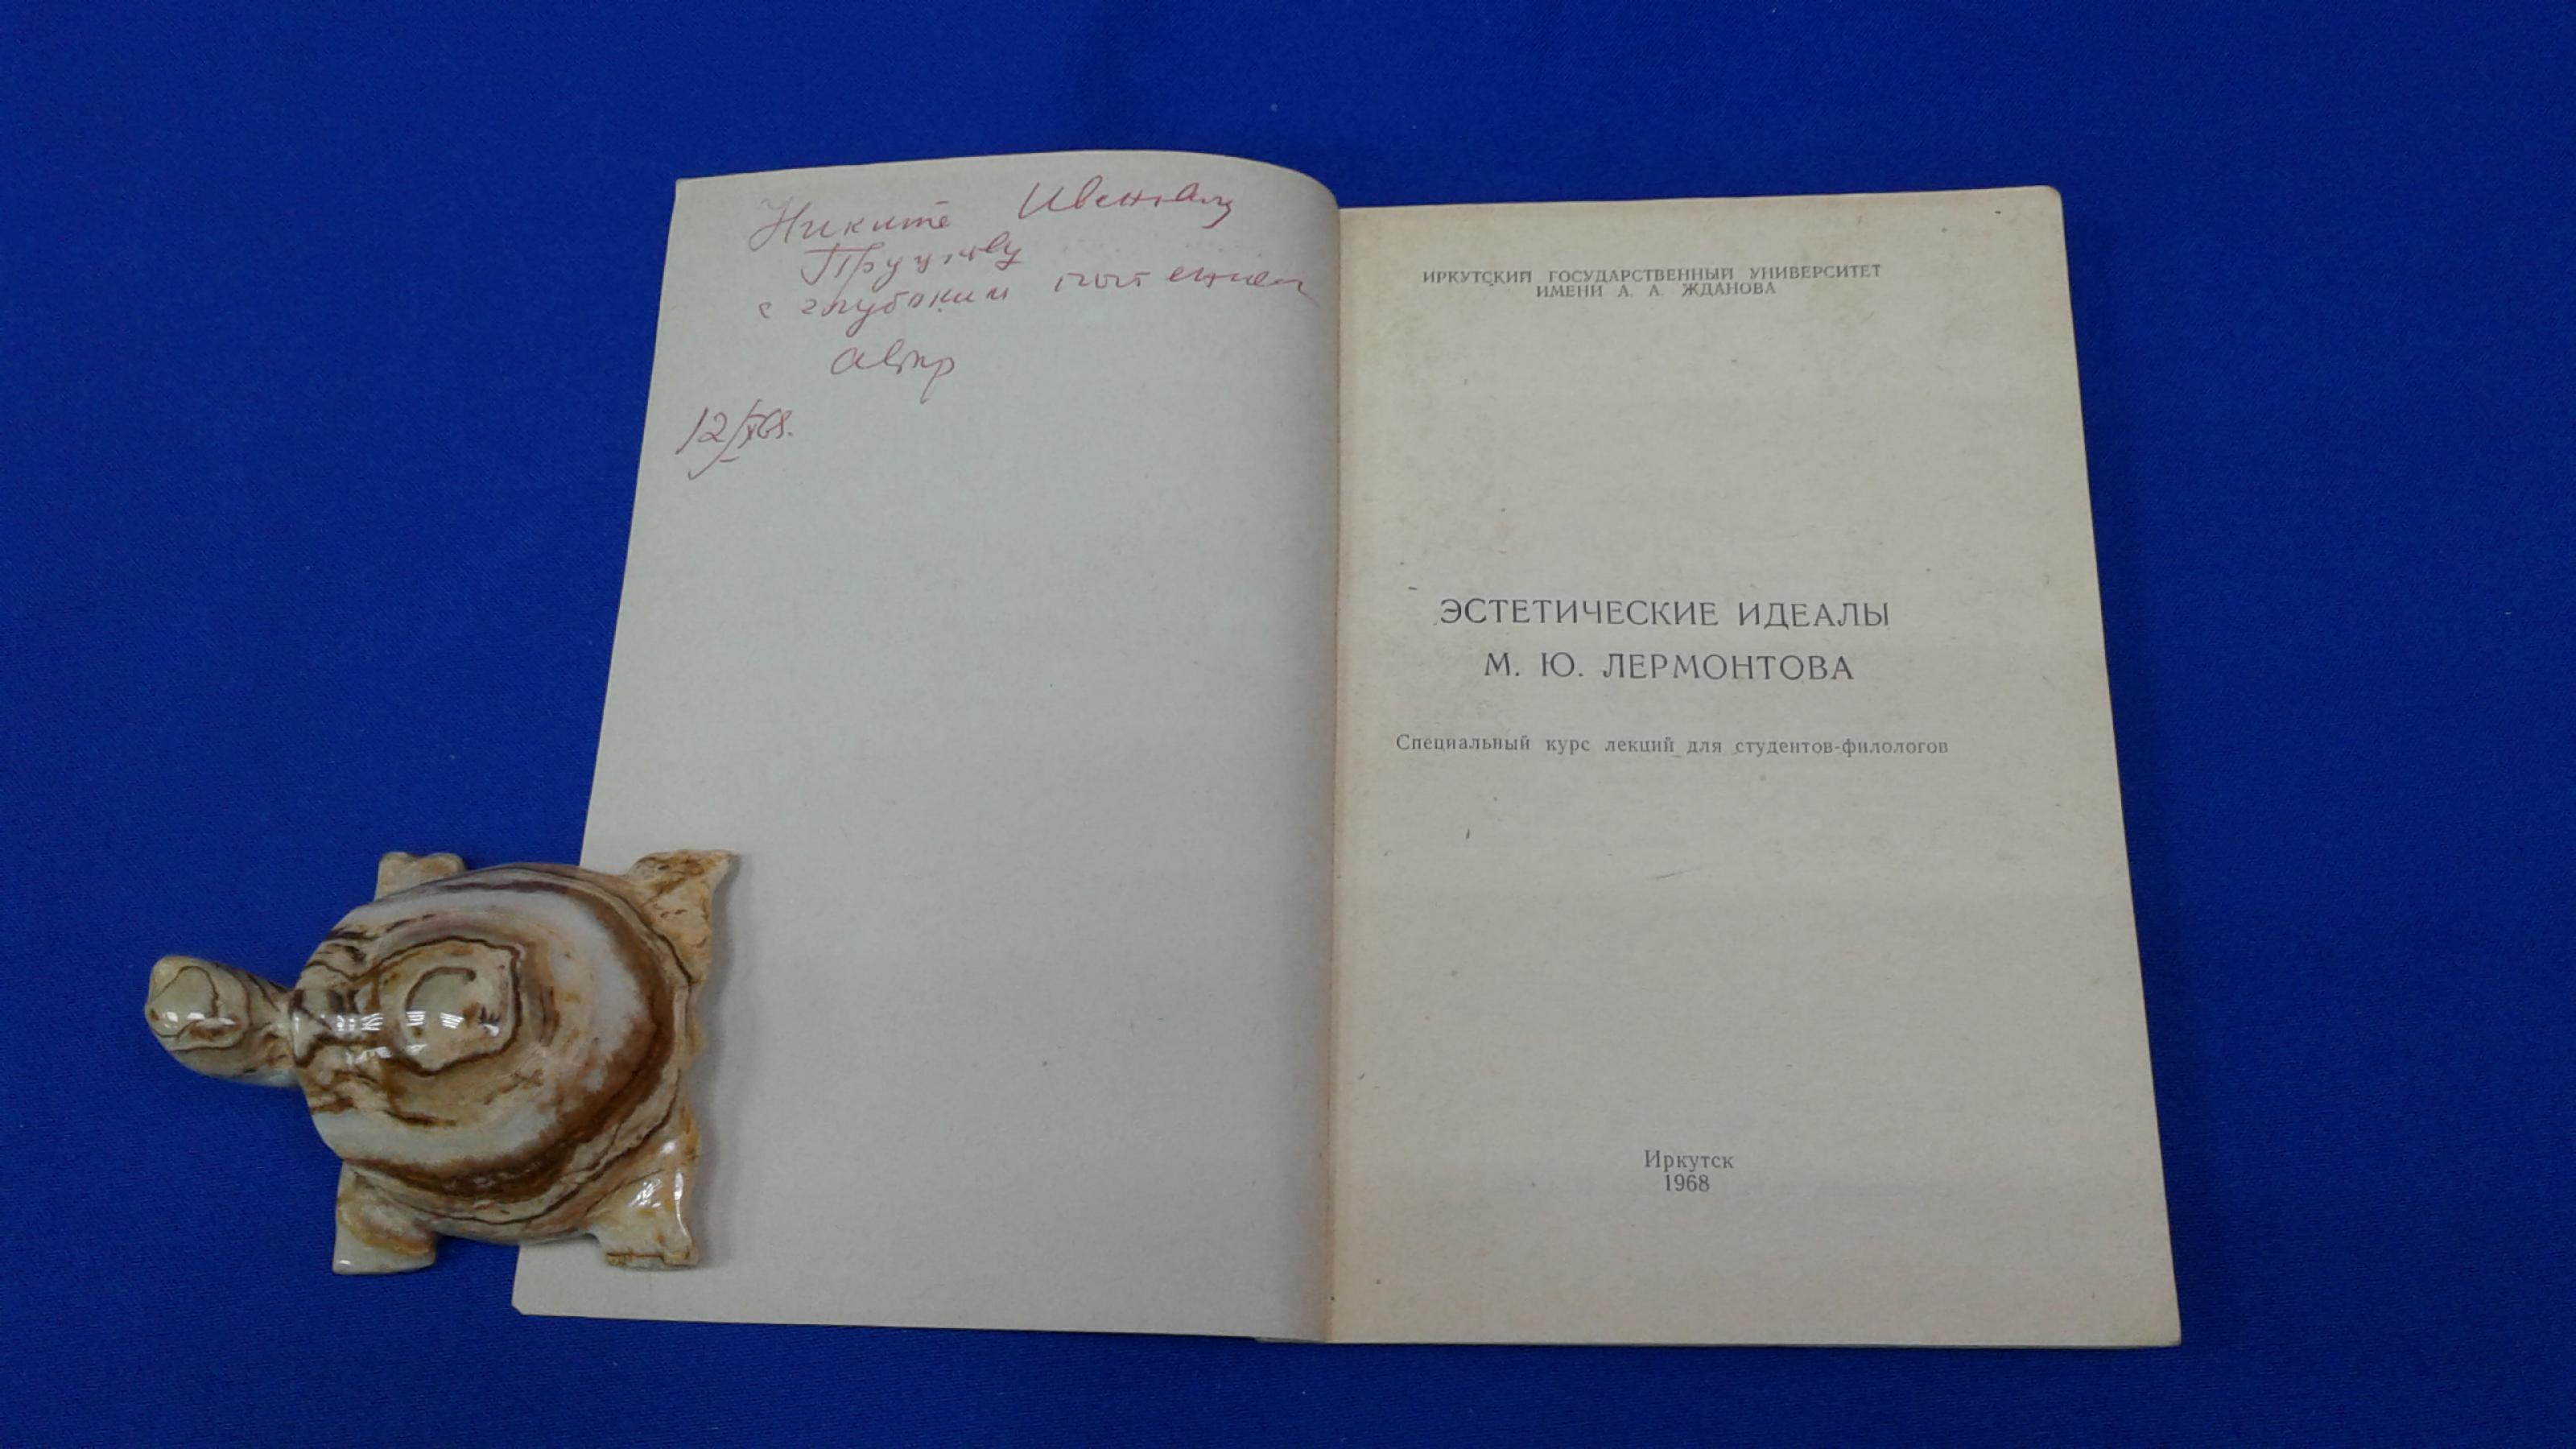 Никите Ивановичу
Пруцкову
с глубоким почтением
автор
12/X 68.
ИРКУТСКИЙ ГОСУДАРСТВЕННЫЙ УНИВЕРСИТЕТ
ИМЕНИ А. А. ЖДАНОВА
ЭСТЕТИЧЕСКИЕ ИДЕАЛЫ
М. Ю. ЛЕРМОНТОВА
Специальный курс лекций для студентов-филологов
Иркутск
1968